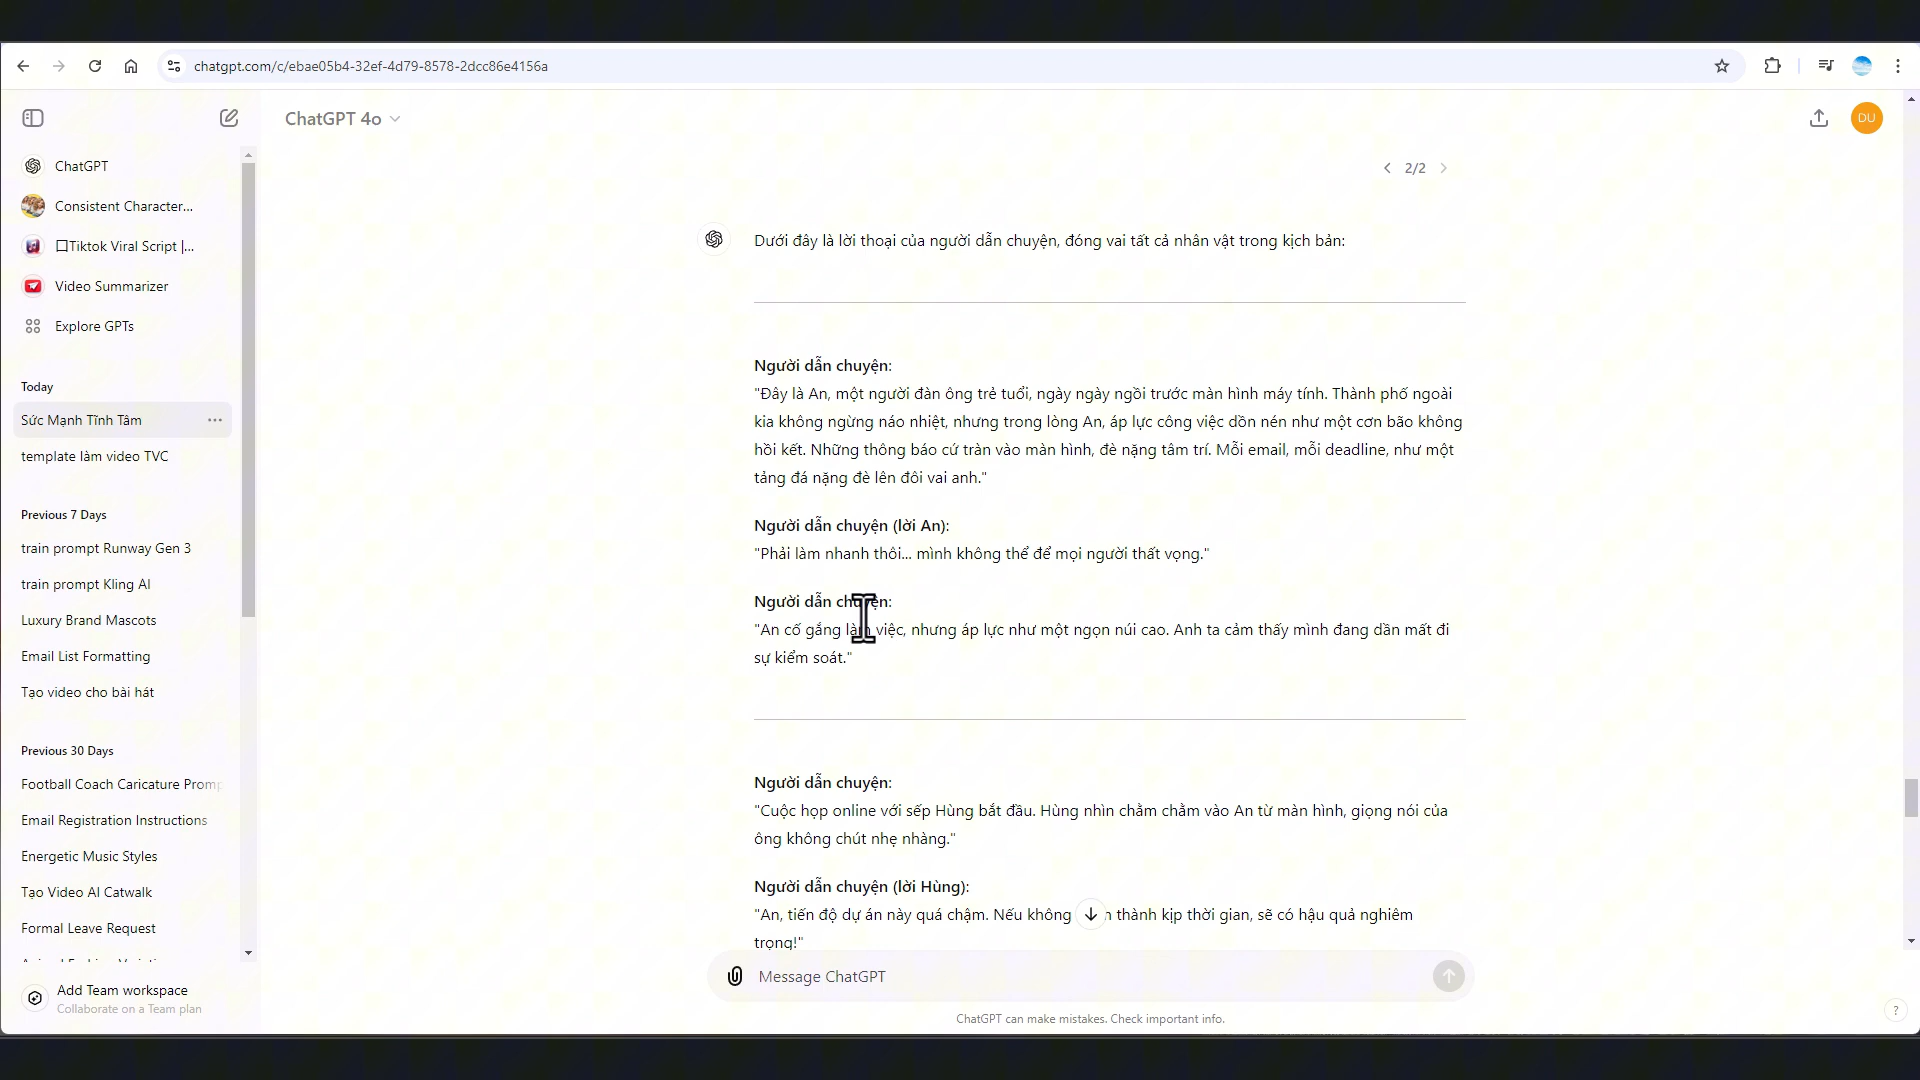 chatgpt.com/c/ebae05b4-32ef-4d79-8578-2dcc86e4156a
ChatGPT 4o
DU
ChatGPT
Consistent Character...
Tiktok Viral Script |...
Video Summarizer
Explore GPTs
Today
Sức Mạnh Tĩnh Tâm
template làm video TVC
Previous 7 Days
train prompt Runway Gen 3
train prompt Kling AI
Luxury Brand Mascots
Email List Formatting
Tạo video cho bài hát
Previous 30 Days
Football Coach Caricature Promp
Email Registration Instructions
Energetic Music Styles
Tạo Video AI Catwalk
Formal Leave Request
Add Team workspace
Collaborate on a Team plan
2/2
Dưới đây là lời thoại của người dẫn chuyện, đóng vai tất cả nhân vật trong kịch bản:
Người dẫn chuyện:
"Đây là An, một người đàn ông trẻ tuổi, ngày ngày ngồi trước màn hình máy tính. Thành phố ngoài
kia không ngừng náo nhiệt, nhưng trong lòng An, áp lực công việc dồn nén như một cơn bão không
hồi kết. Những thông báo cứ tràn vào màn hình, đè nặng tâm trí. Mỗi email, mỗi deadline, như một
tảng đá nặng đè lên đôi vai anh."
Người dẫn chuyện (lời An):
"Phải làm nhanh thôi... mình không thể để mọi người thất vọng."
Người dẫn chuyện:
"An cố gắng làm việc, nhưng áp lực như một ngọn núi cao. Anh ta cảm thấy mình đang dần mất đi
sự kiểm soát."
Người dẫn chuyện:
"Cuộc họp online với sếp Hùng bắt đầu. Hùng nhìn chằm chằm vào An từ màn hình, giọng nói của
ông không chút nhẹ nhàng."
Người dẫn chuyện (lời Hùng):
"An, tiến độ dự án này quá chậm. Nếu không thành kịp thời gian, sẽ có hậu quả nghiêm
trọng!"
Message ChatGPT
ChatGPT can make mistakes. Check important info.
?